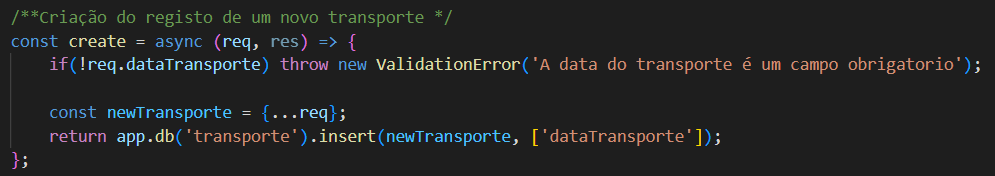 /**Criação do registo de um novo transporte */
const create = async (req, res) => {
    if(!req.dataTransporte) throw new ValidationError('A data do transporte é um campo obrigatorio');
    const newTransporte = {...req};
    return app.db('transporte').insert(newTransporte, ['dataTransporte']);
};